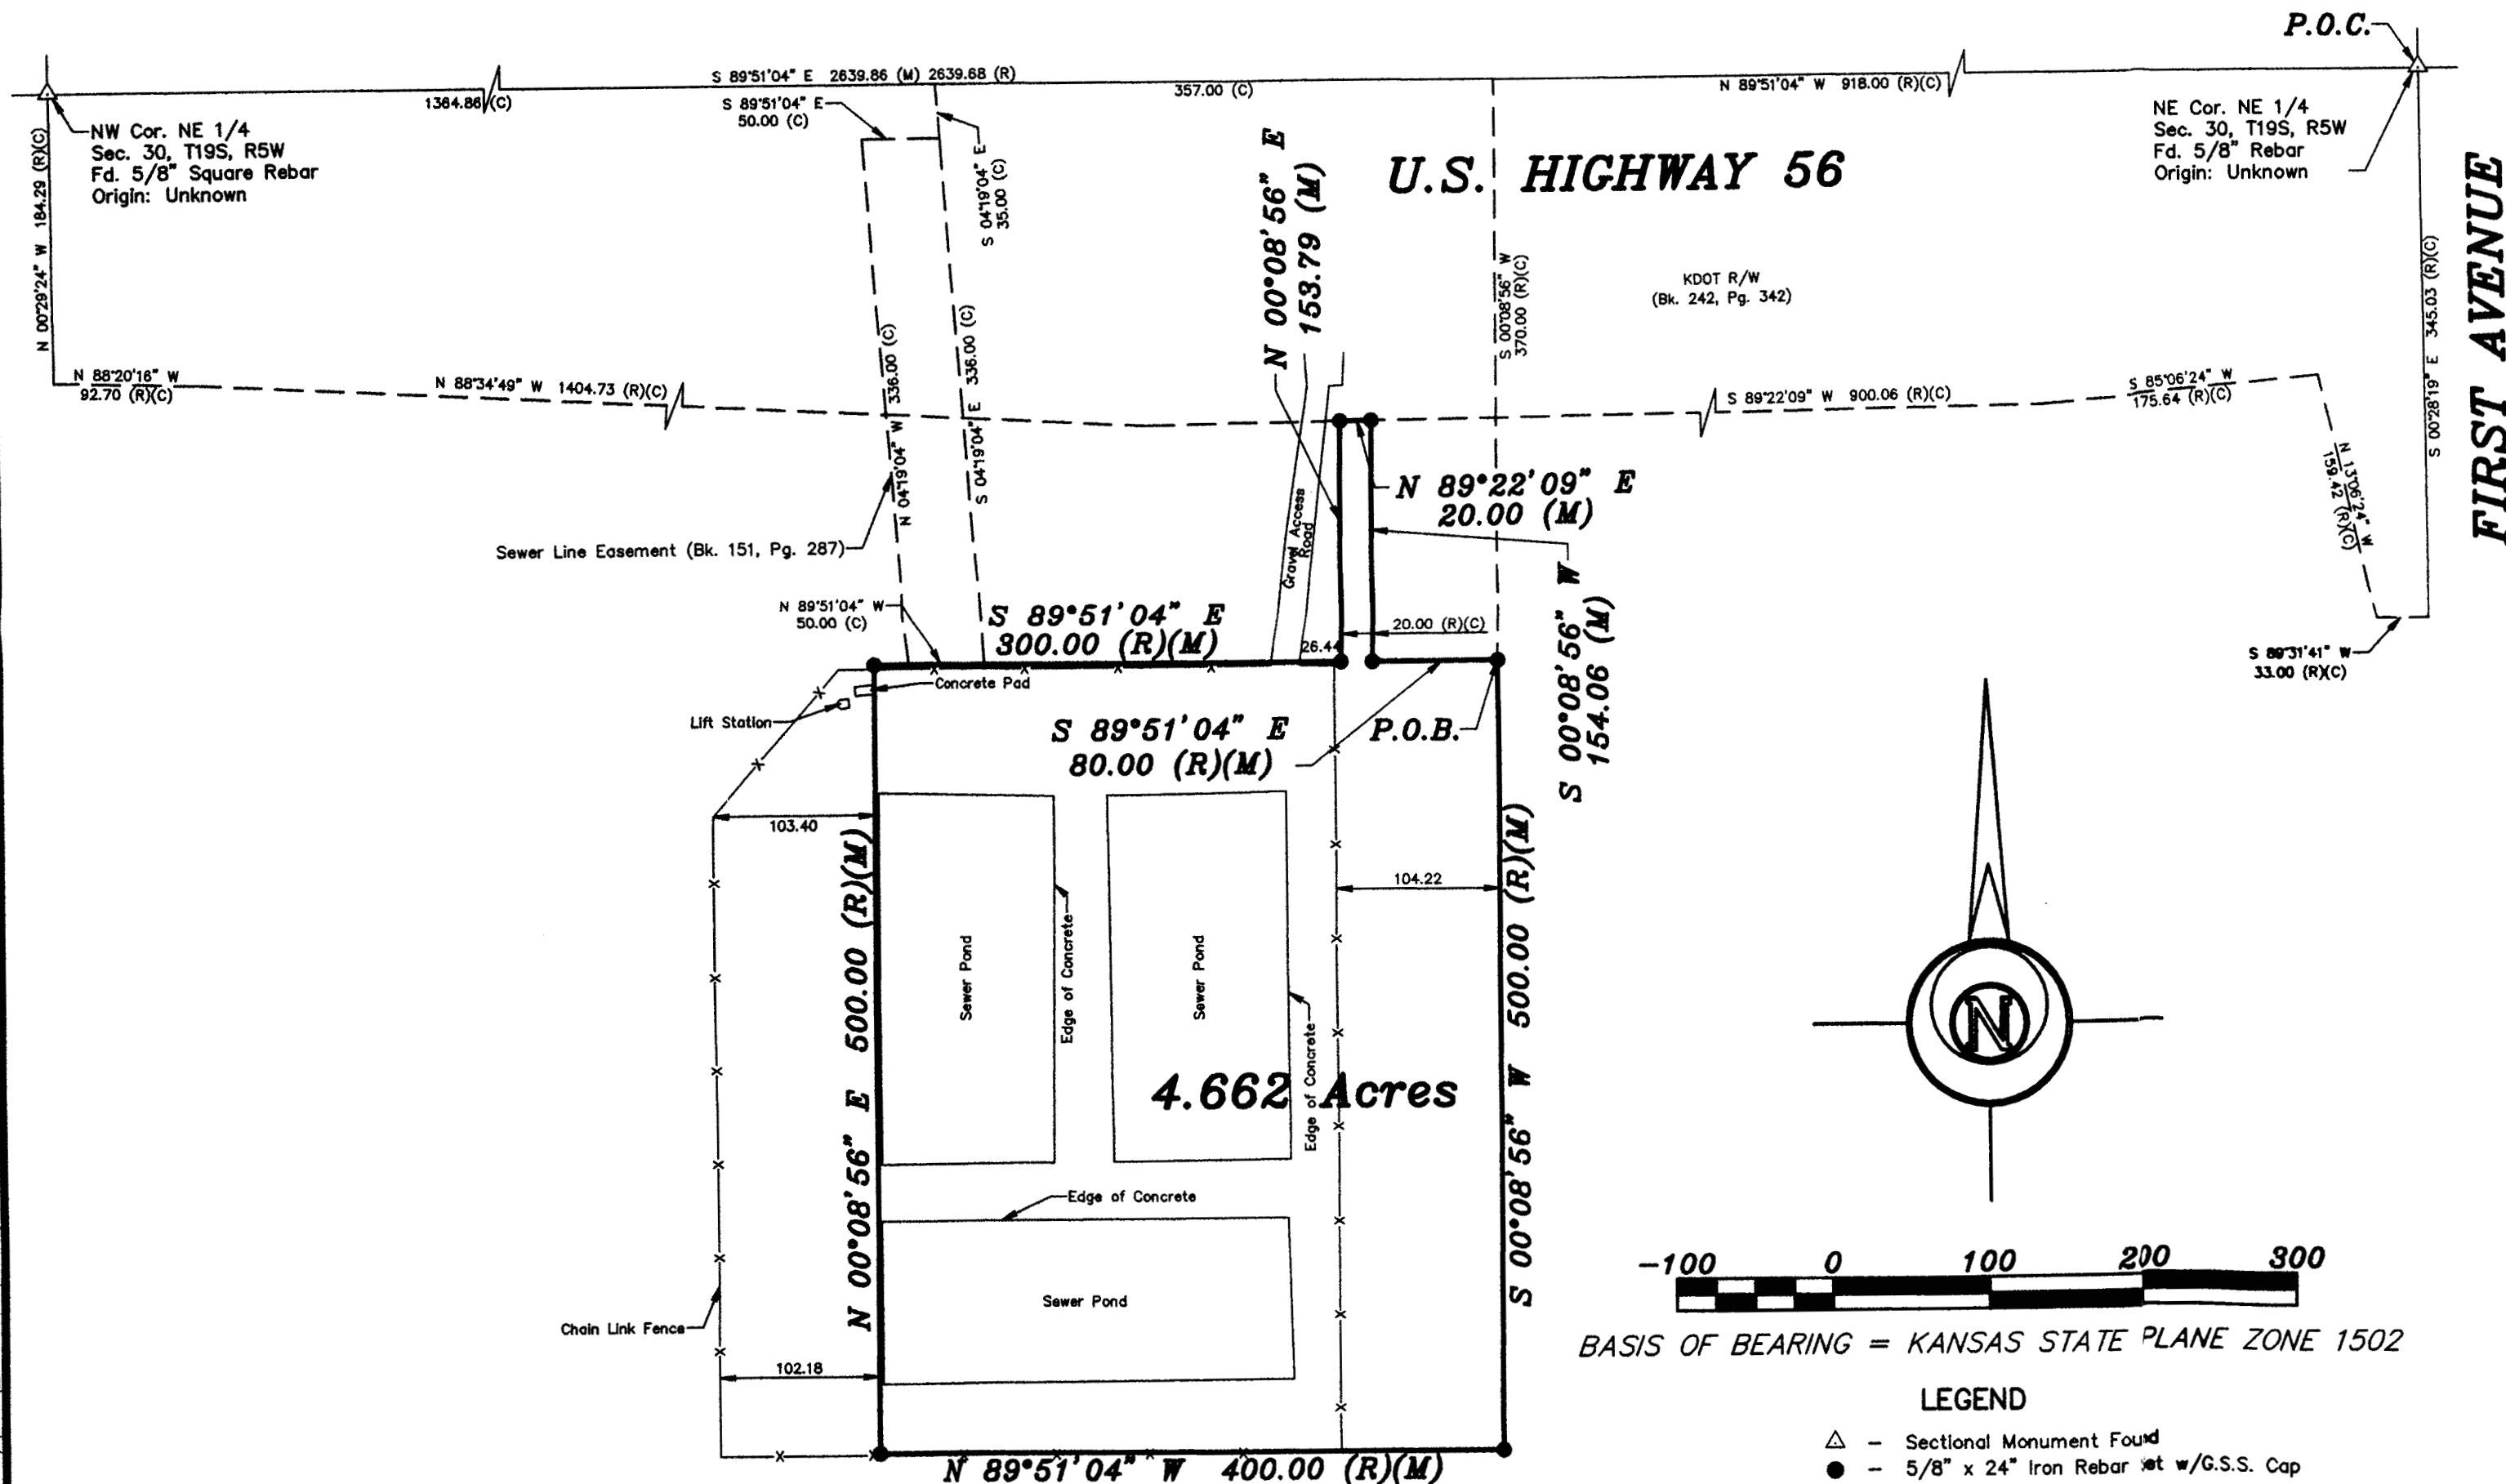 P.O.C.
S 89°51'04" E 2639.86 (M) 2639.68 (R)
1364.86 (C)
S 89°51'04" E
50.00 (C)
357.00 (C)
N 89°51'04" W 918.00 (R)(C)
NW Cor. NE 1/4
Sec. 30, T19S, R5W
Fd. 5/8" Square Rebar
Origin: Unknown
NE Cor. NE 1/4
Sec. 30, T19S, R5W
Fd. 5/8" Rebar
Origin: Unknown
N 00°29'24" W 184.29 (R)(C)
S 04°19'04" E
35.00 (C)
U.S. HIGHWAY 56
FIRST AVENUE
N 00°08'56" E
153.79 (M)
S 00°08'56" W
370.00 (R)(C)
KDOT R/W
(Bk. 242, Pg. 342)
S 00°28'19" E 345.03 (R)(C)
N 88°20'16" W
92.70 (R)(C)
N 88°34'49" W 1404.73 (R)(C)
N 04°19'04" W 336.00 (C)
S 04°19'04" E 336.00 (C)
S 89°22'09" W 900.06 (R)(C)
S 85°06'24" W
175.64 (R)(C)
N 13°06'24" W
159.42 (R)(C)
N 89°22'09" E
20.00 (M)
Gravel Access
Road
Sewer Line Easement (Bk. 151, Pg. 287)
N 89°51'04" W
50.00 (C)
S 89°51'04" E
300.00 (R)(M)
20.00 (R)(C)
26.44
S 00°08'56" W
154.06 (M)
S 89°31'41" W
33.00 (R)(C)
Concrete Pad
Lift Station
S 89°51'04" E
80.00 (R)(M)
P.O.B.
103.40
104.22
N 00°08'56" E 500.00 (R)(M)
S 00°08'56" W 500.00 (R)(M)
Sewer Pond
Edge of Concrete
Sewer Pond
Edge of Concrete
4.662 Acres
N
Edge of Concrete
Sewer Pond
Chain Link Fence
102.18
-100 0 100 200 300
BASIS OF BEARING = KANSAS STATE PLANE ZONE 1502
LEGEND
- Sectional Monument Found
- 5/8" x 24" Iron Rebar set w/G.S.S. Cap
N 89°51'04" W 400.00 (R)(M)